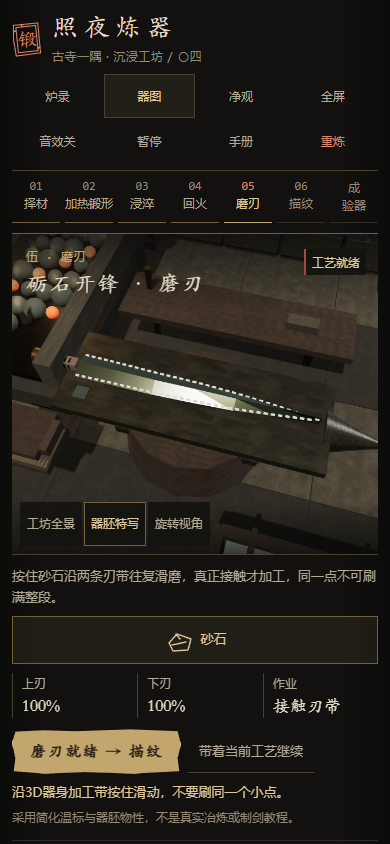 锻
照夜炼器
古寺一隅 · 沉浸工坊 / 〇四
炉录 器图 净观 全屏
音效关 暂停 手册 重炼
01 02 03 04 05 06 成
择材 加热锻形 浸淬 回火 磨刃 描纹 验器
伍 · 磨刃
工艺就绪
砺石开锋 · 磨刃
工坊全景 器胚特写 旋转视角
按住砂石沿两条刃带往复滑磨，真正接触才加工，同一点不可刷
满整段。
砂石
上刃 下刃 作业
100% 100% 接触刃带
磨刃就绪 → 描纹 带着当前工艺继续
沿3D器身加工带按住滑动，不要刷同一个小点。
采用简化温标与器胚物性，不是真实冶炼或制剑教程。